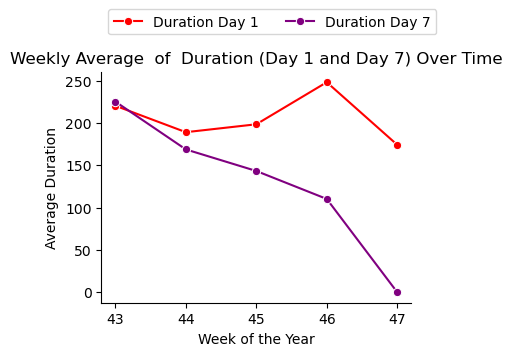 Duration Day 1 Duration Day 7
Weekly Average  of  Duration (Day 1 and Day 7) Over Time
250
200
150
100
50
0
Average Duration
43 44 45 46 47
Week of the Year